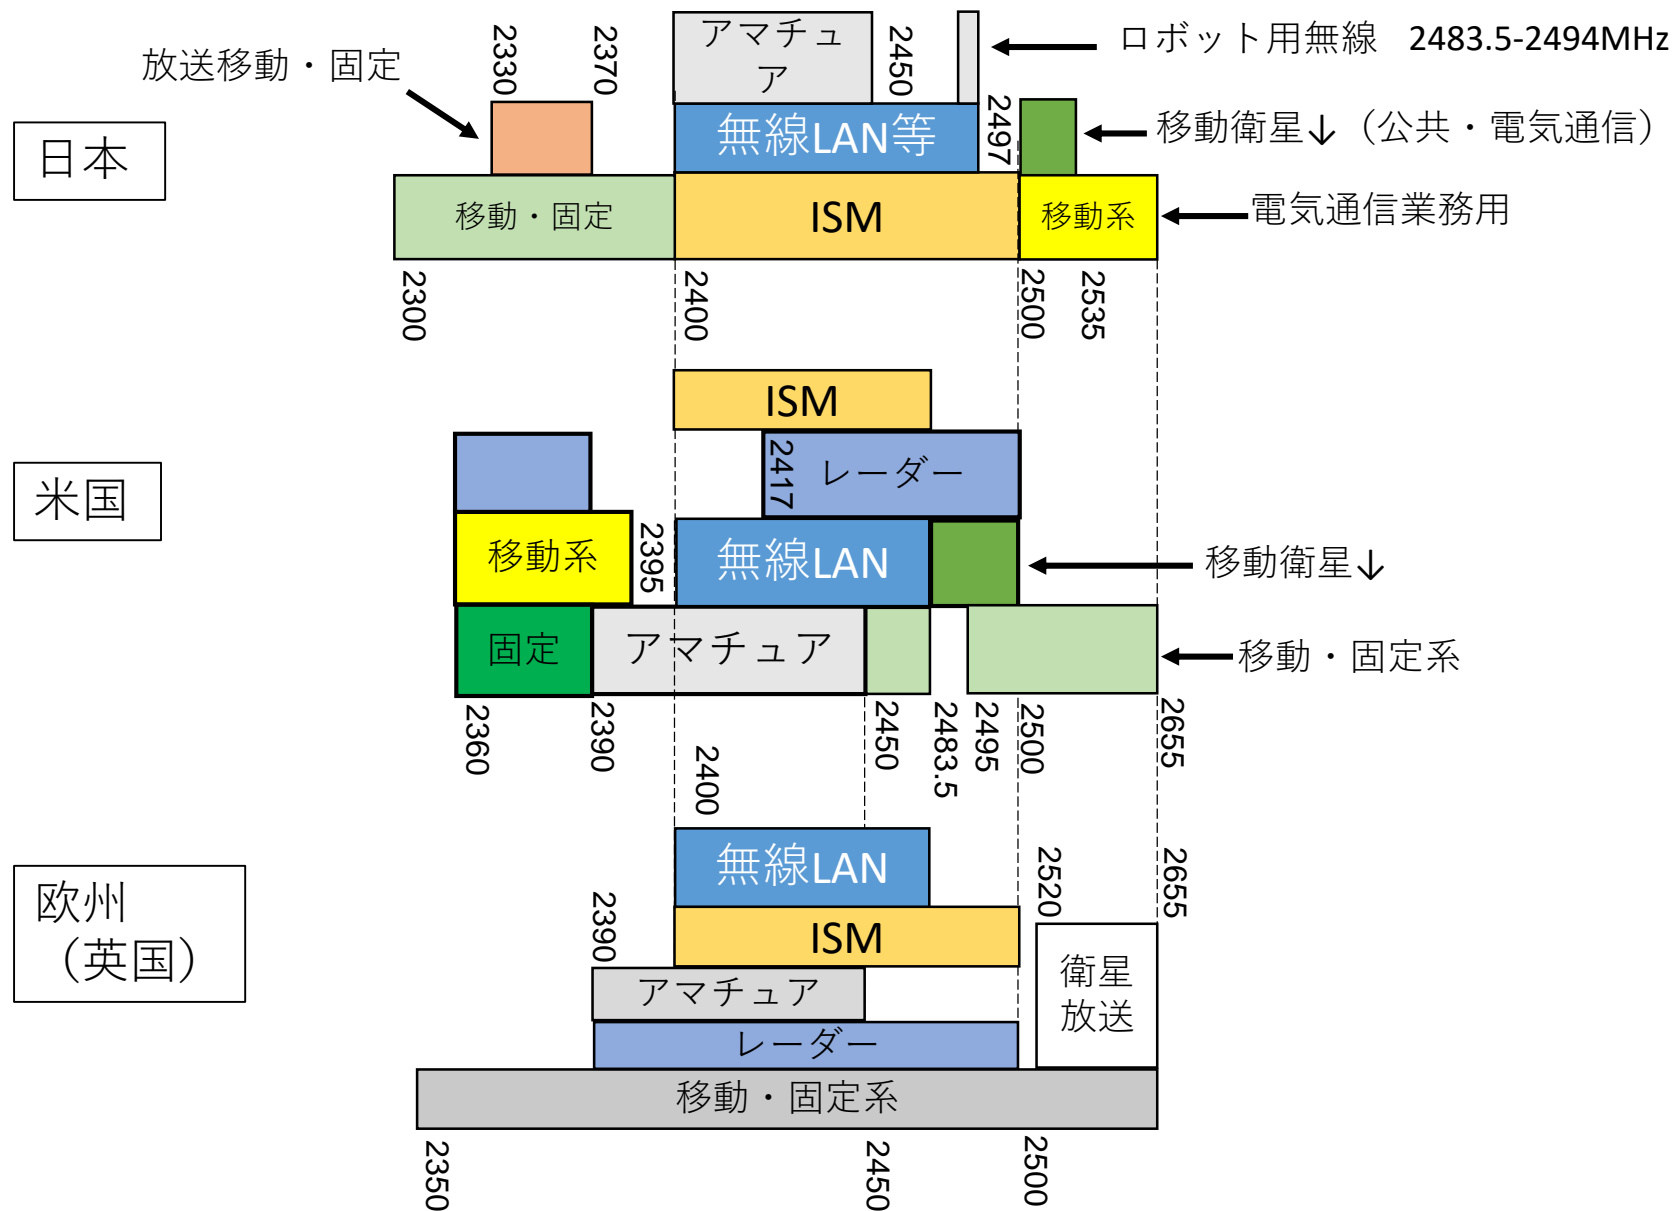 放送移動・固定
2330
2370
アマチュ
ア
2450
ロボット用無線 2483.5-2494MHz
日本
無線LAN等
2497
移動衛星↓（公共・電気通信）
移動・固定
ISM
移動系
電気通信業務用
2300
2400
2500
2535
米国
ISM
2417
レーダー
移動系
2395
無線LAN
移動衛星↓
固定
アマチュア
移動・固定系
2360
2390
2400
2450
2483.5
2495
2500
2655
欧州
（英国）
無線LAN
2390
ISM
2520
2655
アマチュア
衛星
放送
レーダー
移動・固定系
2350
2450
2500